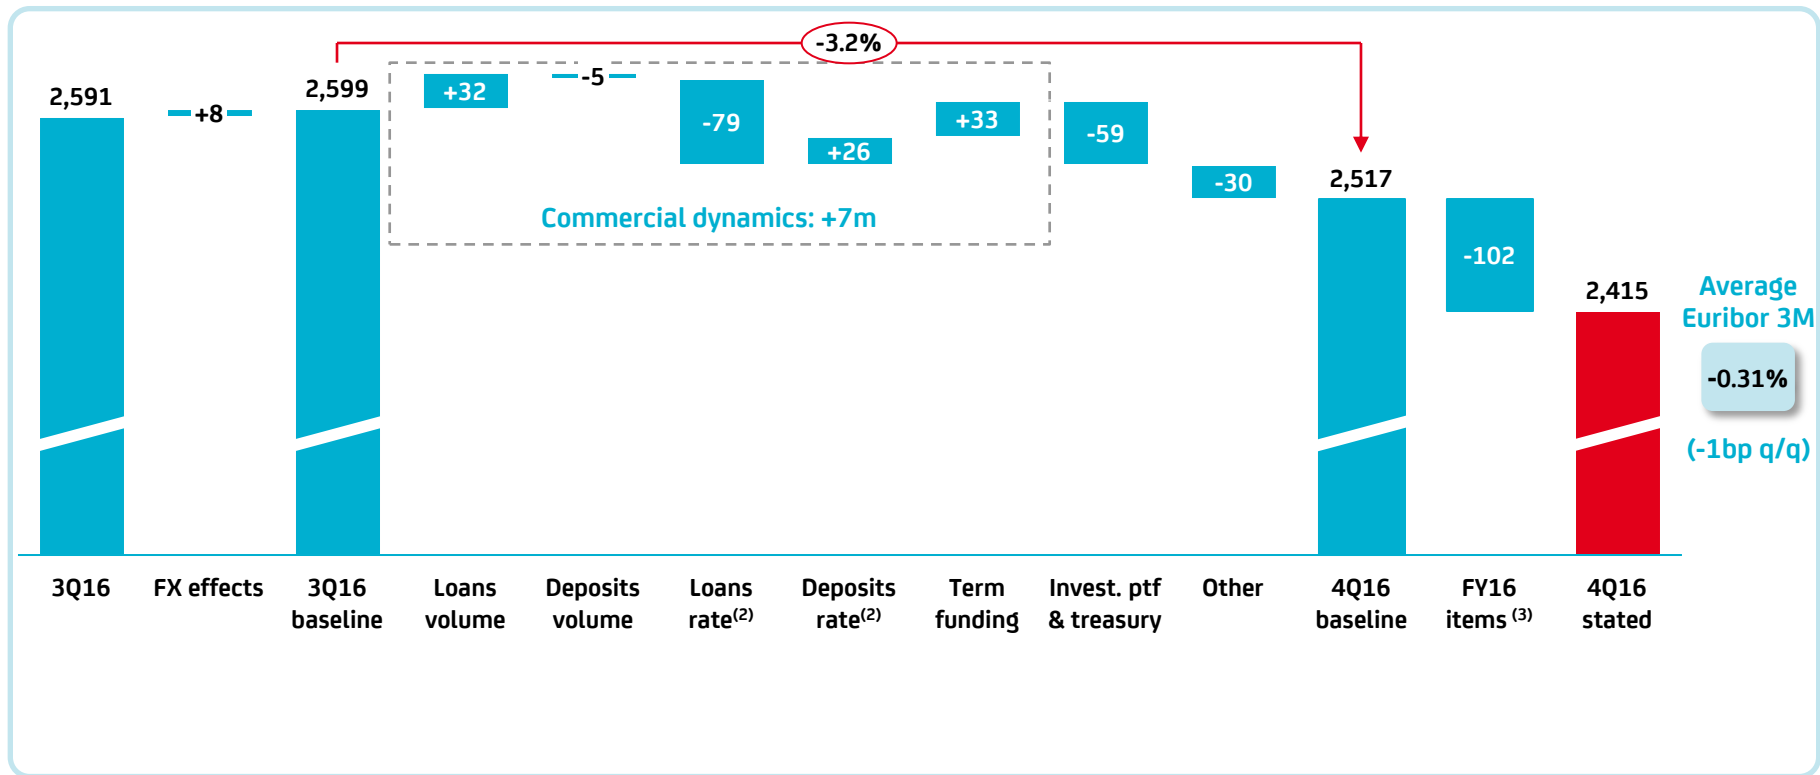 -3.2%
2,591
+8
2,599
+32
-5
-79
+26
+33
-59
-30
2,517
-102
2,415
Commercial dynamics: +7m
Average
Euribor 3M
-0.31%
(-1bp q/q)
3Q16
FX effects
3Q16
baseline
Loans
volume
Deposits
volume
Loans
rate(2)
Deposits
rate(2)
Term
funding
Invest. ptf
& treasury
Other
4Q16
baseline
FY16
items (3)
4Q16
stated